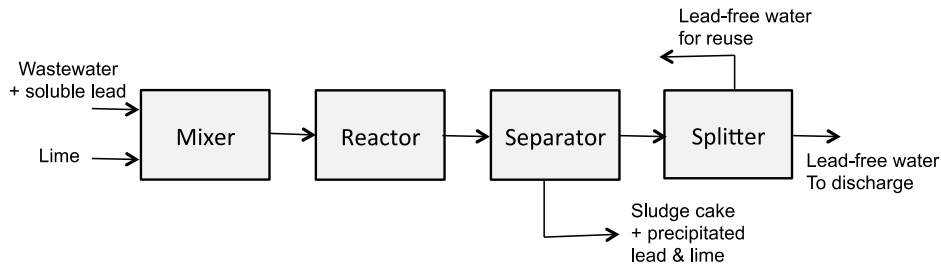 Lead-free water
for reuse
Wastewater
+ soluble lead
Lime
Mixer
Reactor
Separator
Splitter
Lead-free water
To discharge
Sludge cake
+ precipitated
lead & lime